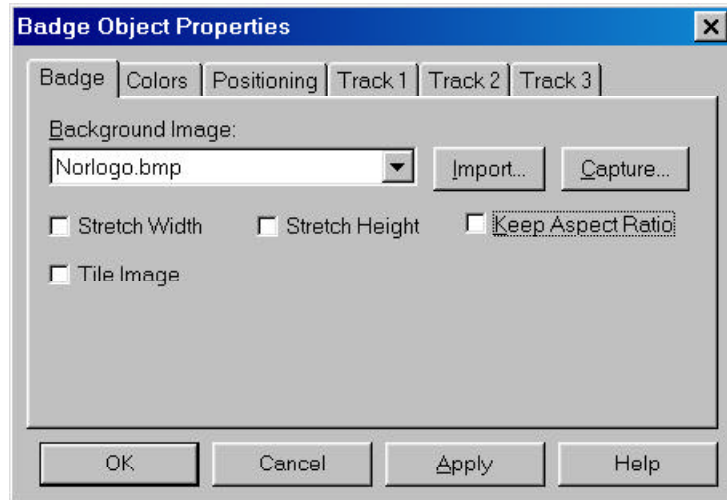 Badge Object Properties
Badge Colors Positioning Track 1 Track 2 Track 3
Background Image:
Norlogo.bmp Import... Capture...
Stretch Width Stretch Height Keep Aspect Ratio
Tile Image
OK Cancel Apply Help